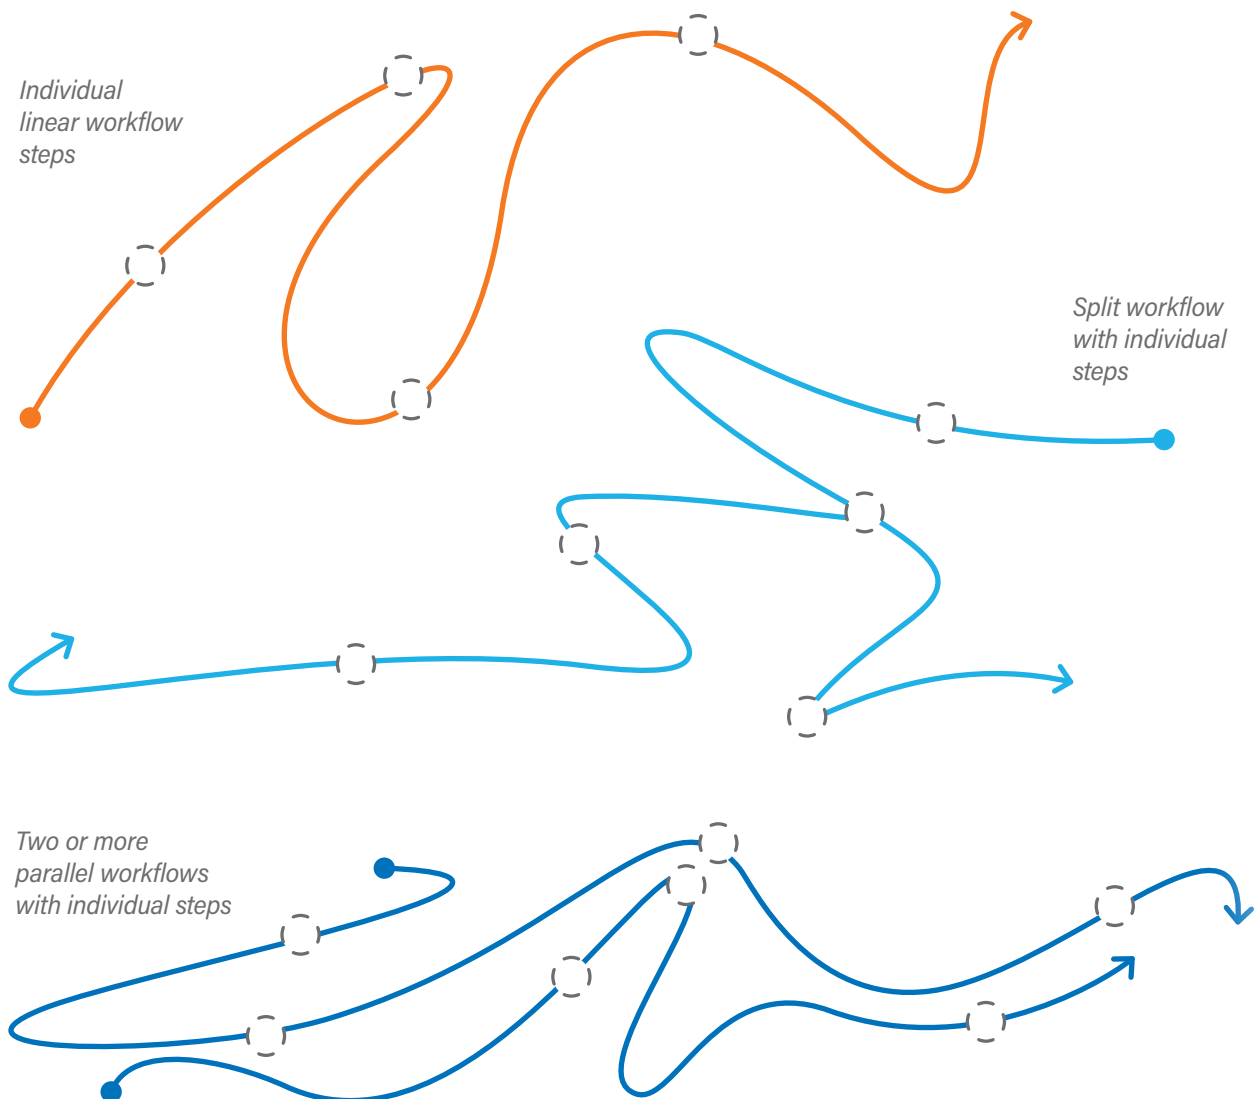 Individual
linear workflow
steps
Split workflow
with individual
steps
Two or more
parallel workflows
with individual steps